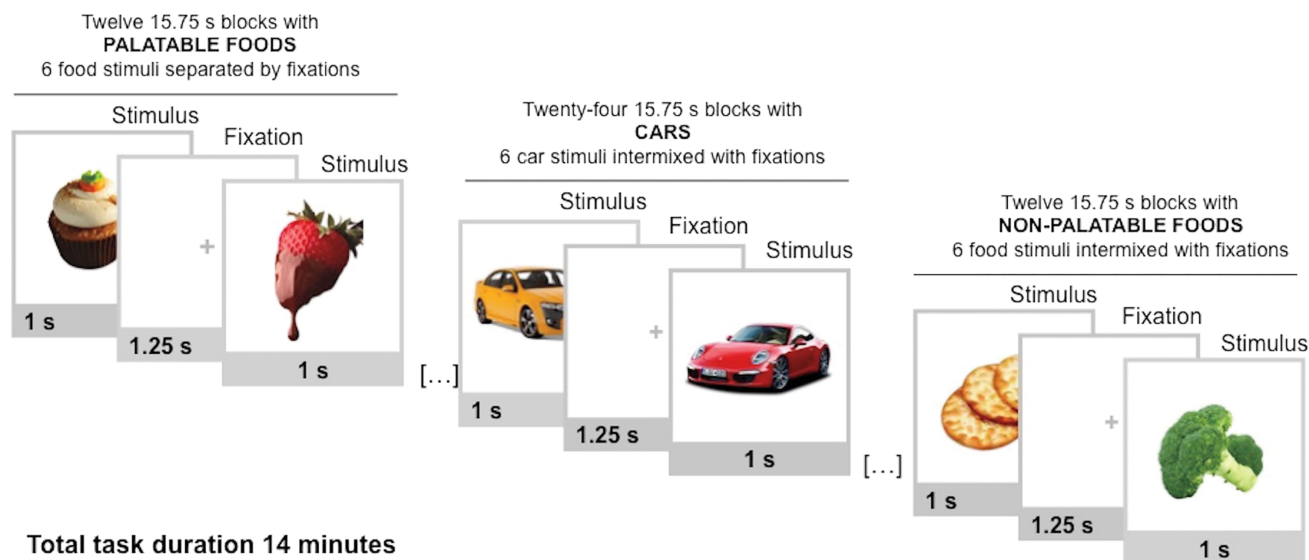 Twelve 15.75 s blocks with
PALATABLE FOODS
6 food stimuli separated by fixations
Stimulus
Fixation
Stimulus
+
1 s
1.25 s
1 s
[...]
Twenty-four 15.75 s blocks with
CARS
6 car stimuli intermixed with fixations
Stimulus
Fixation
Stimulus
+
1 s
1.25 s
1 s
[...]
Twelve 15.75 s blocks with
NON-PALATABLE FOODS
6 food stimuli intermixed with fixations
Stimulus
Fixation
Stimulus
+
1 s
1.25 s
1 s
Total task duration 14 minutes